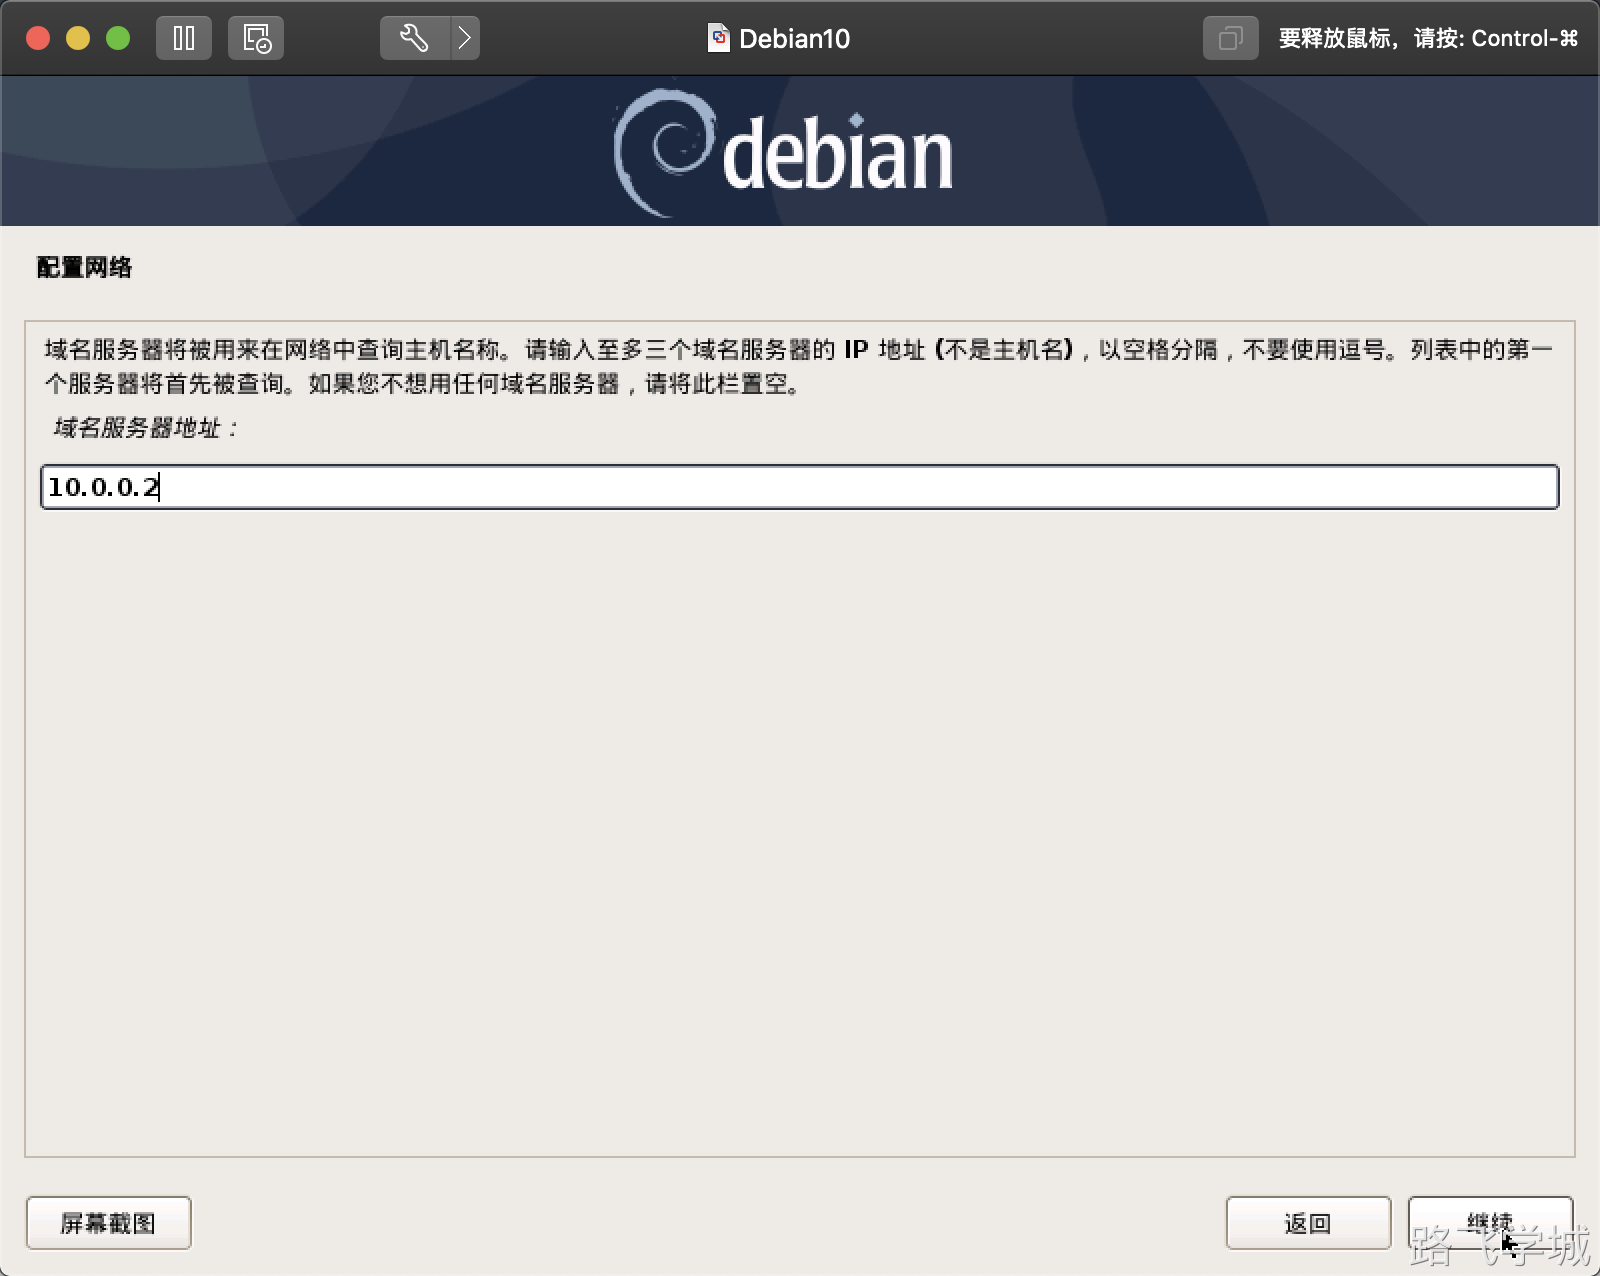 Debian10
要释放鼠标，请按: Control-⌘
debian
配置网络
域名服务器将被用来在网络中查询主机名称。请输入至多三个域名服务器的 IP 地址 (不是主机名)，以空格分隔，不要使用逗号。列表中的第一
个服务器将首先被查询。如果您不想用任何域名服务器，请将此栏置空。
域名服务器地址：
10.0.0.2
屏幕截图
返回
继续
路飞学城